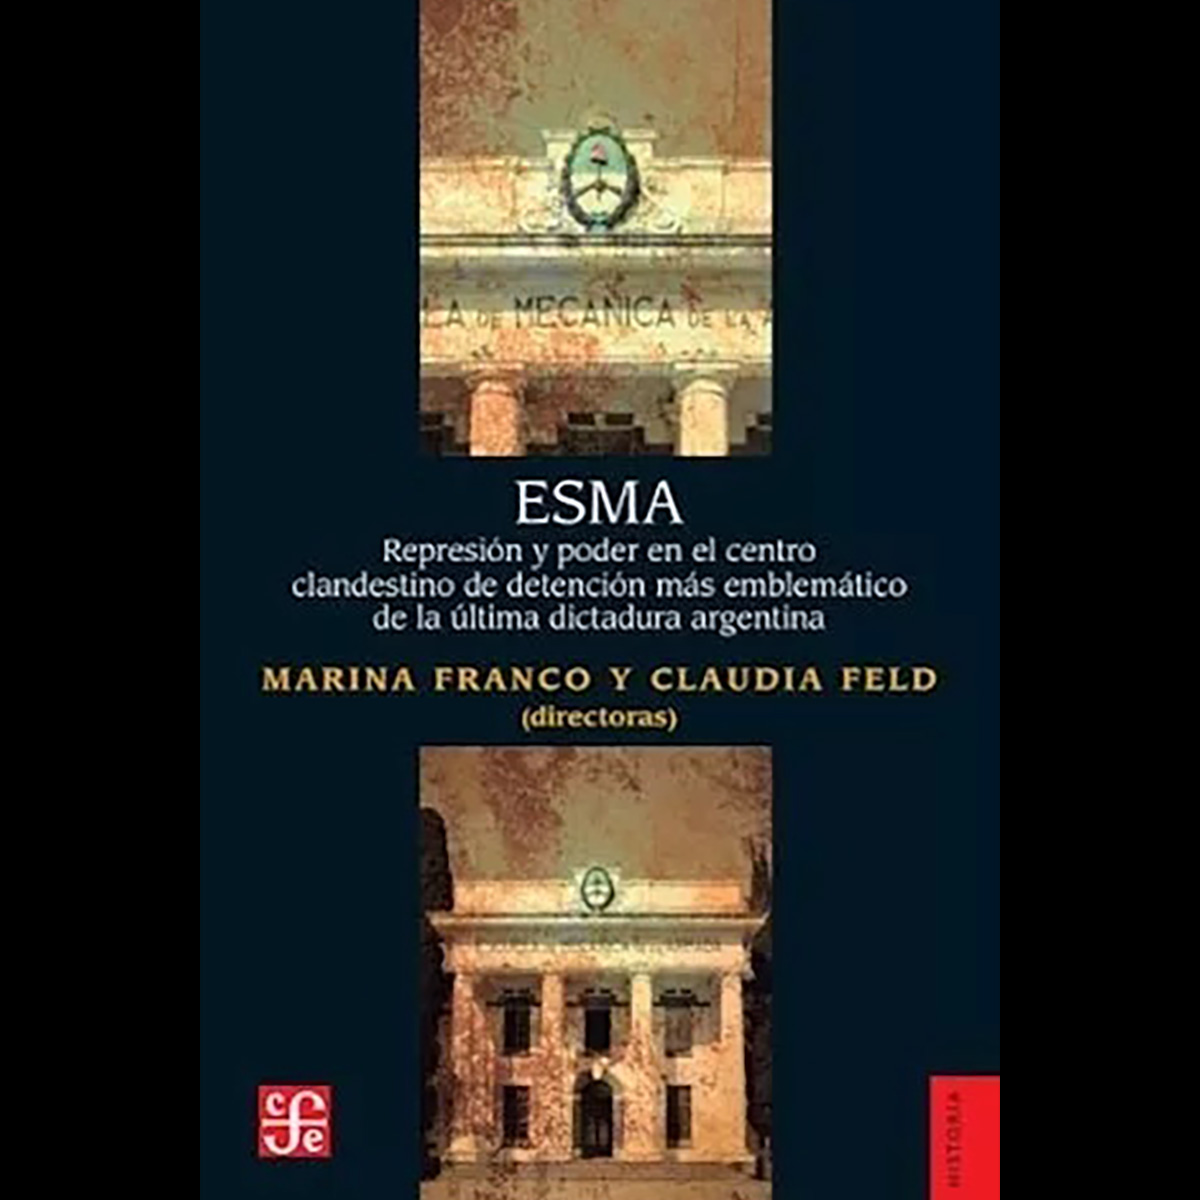 LA DE MECANICA DE LA A
ESMA
Represión y poder en el centro
clandestino de detención más emblemático
de la última dictadura argentina
MARINA FRANCO Y CLAUDIA FELD
(directoras)
cfe
HISTORIA